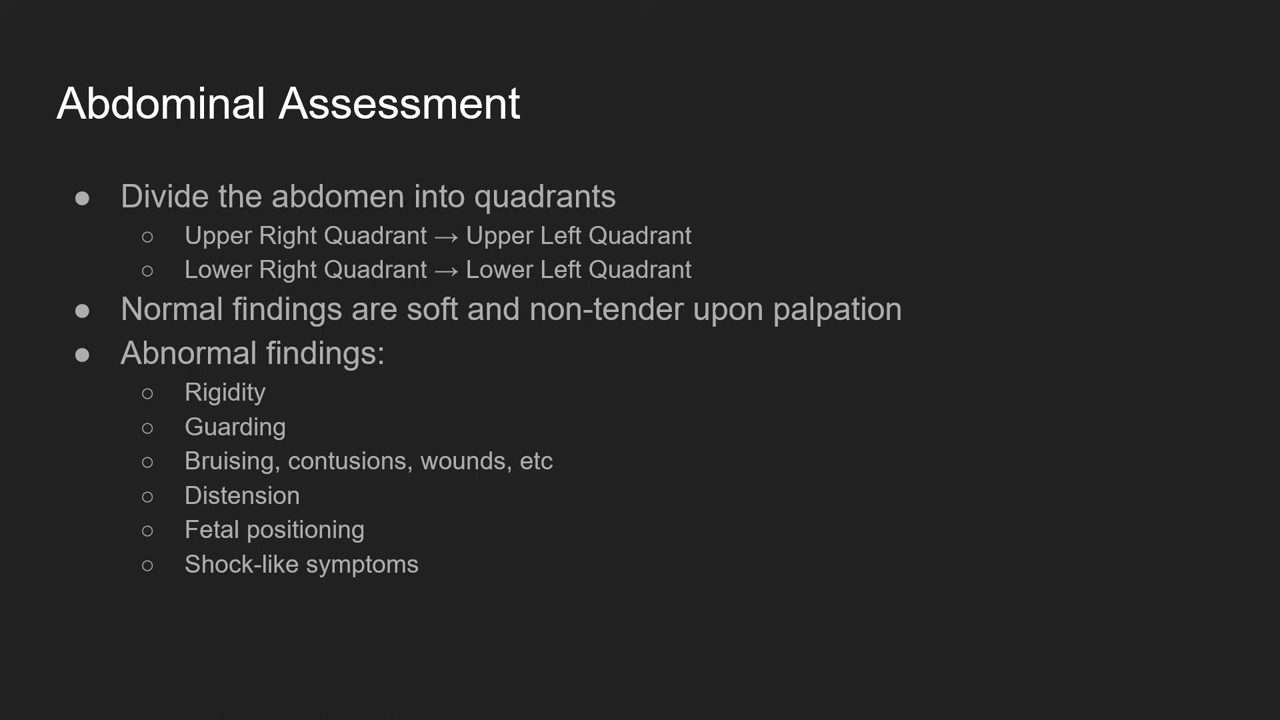 Abdominal Assessment
● Divide the abdomen into quadrants
○ Upper Right Quadrant → Upper Left Quadrant
○ Lower Right Quadrant → Lower Left Quadrant
● Normal findings are soft and non-tender upon palpation
● Abnormal findings:
○ Rigidity
○ Guarding
○ Bruising, contusions, wounds, etc
○ Distension
○ Fetal positioning
○ Shock-like symptoms